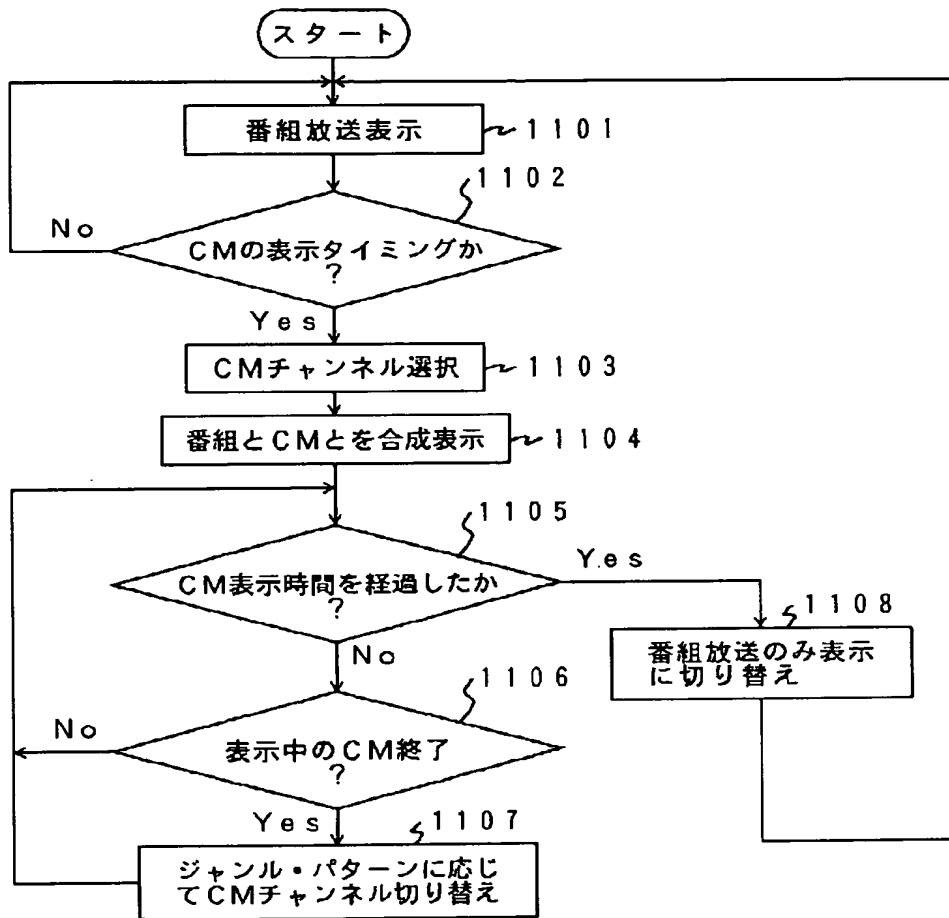 スタート
番組放送表示
1101
1102
No
CMの表示タイミングか
?
Yes
CMチャンネル選択
1103
番組とCMとを合成表示
1104
1105
CM表示時間を経過したか
?
Y.es
1108
番組放送のみ表示
に切り替え
No
1106
No
表示中のCM終了
?
Yes
1107
ジャンル・パターンに応じ
てCMチャンネル切り替え